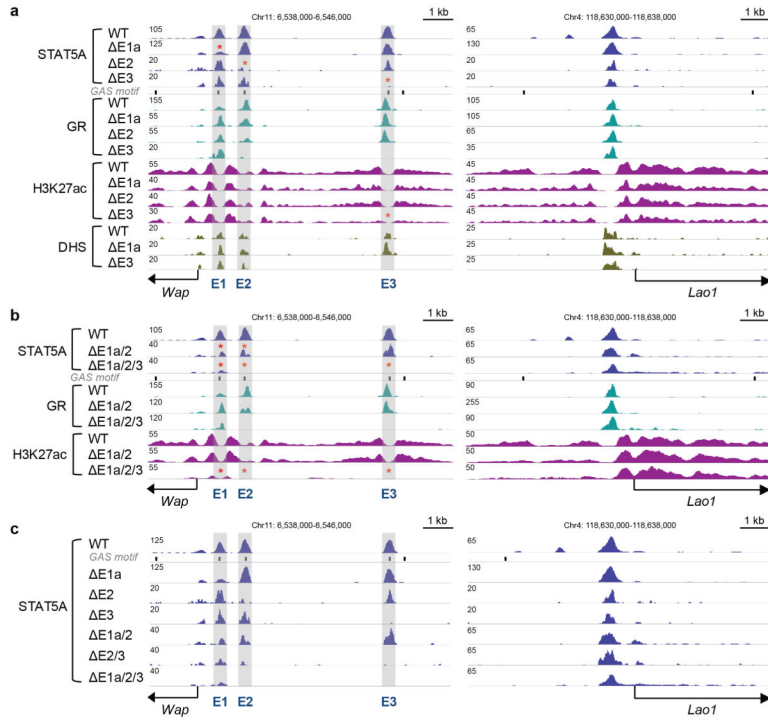 a
Chr11: 6,538,000-6,546,000 1 kb Chr4: 118,630,000-118,638,000 1 kb
STAT5A
WT 105 65
ΔE1a 125 * 130
ΔE2 20 * 20
ΔE3 20 * 20
GAS motif
GR
WT 155 90
ΔE1a 105 105
ΔE2 55 65
ΔE3 55 35
H3K27ac
WT 55 45
ΔE1a 40 45
ΔE2 40 45
ΔE3 30 * 45
DHS
WT 20 25
ΔE1a 20 25
ΔE3 20 25
Wap E1 E2 E3 Lao1
b
Chr11: 6,538,000-6,546,000 1 kb Chr4: 118,630,000-118,638,000 1 kb
STAT5A
WT 105 65
ΔE1a/2 40 * * 65
ΔE1a/2/3 40 * * * 65
GAS motif
GR
WT 155 90
ΔE1a/2 120 255
ΔE1a/2/3 120 90
H3K27ac
WT 55 50
ΔE1a/2 55 50
ΔE1a/2/3 55 * * * 50
Wap E1 E2 E3 Lao1
c
Chr11: 6,538,000-6,546,000 1 kb Chr4: 118,630,000-118,638,000 1 kb
STAT5A
WT 125 65
GAS motif
ΔE1a 125 130
ΔE2 20 20
ΔE3 20 20
ΔE1a/2 40 65
ΔE2/3 40 65
ΔE1a/2/3 40 65
Wap E1 E2 E3 Lao1